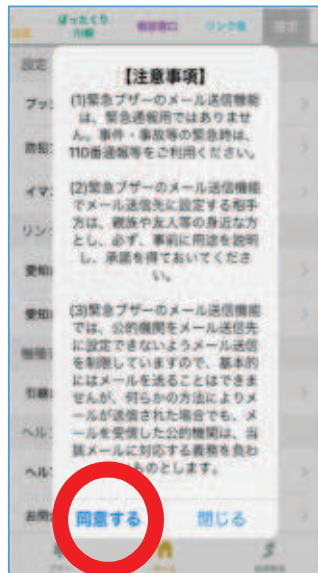 ぼったくり
川柳
相談窓口
リンク集
設定
設定
【注意事項】
(1)緊急ブザーのメール送信機能
は、緊急通報用ではありませ
ん。事件・事故等の緊急時は、
110番通報等をご利用ください。
(2)緊急ブザーのメール送信機能
でメール送信先に設定する相手
方は、親族や友人等の身近な方
とし、必ず、事前に用途を説明
し、承諾を得ておいてくださ
い。
(3)緊急ブザーのメール送信機能
では、公的機関をメール送信先
に設定できないようメール送信
を制限していますので、基本的
にはメールを送ることはできま
せんが、何らかの方法によりメ
ールが送信された場合でも、メ
ールを受信した公的機関は、当
該メールに対応する義務を負わ
ものとします。
同意する
閉じる